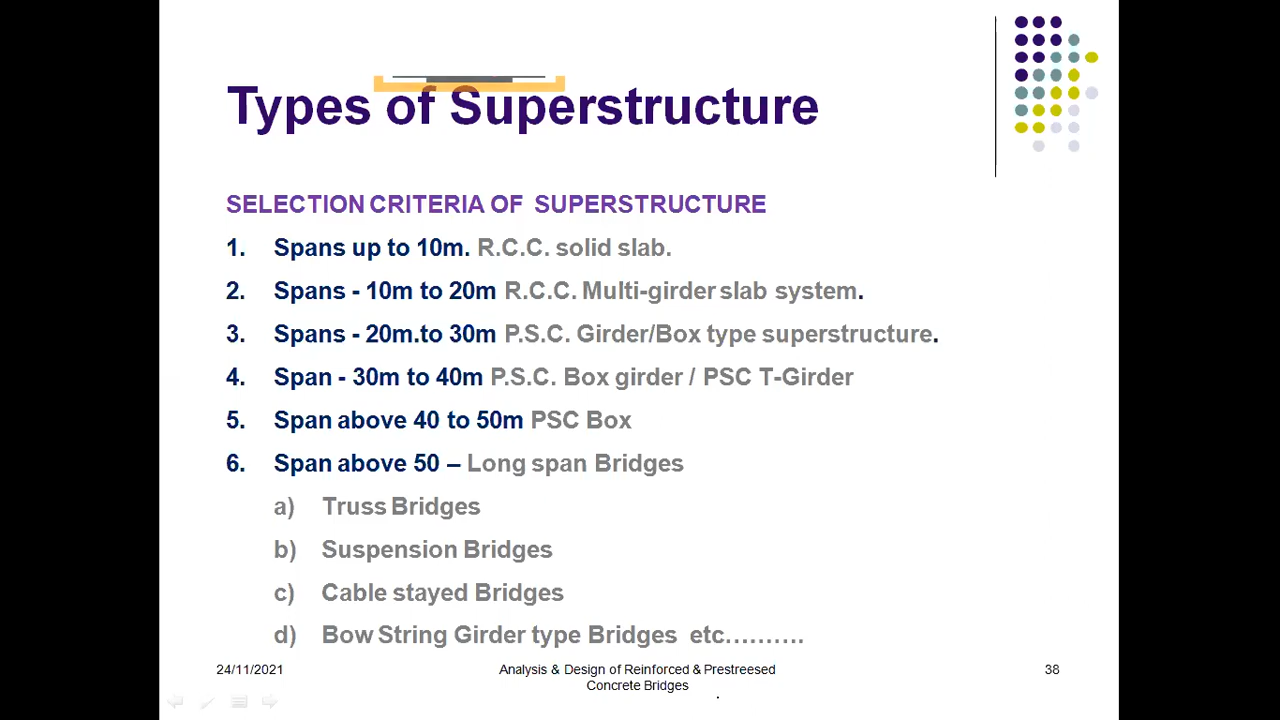 Types of Superstructure
SELECTION CRITERIA OF SUPERSTRUCTURE
1. Spans up to 10m. R.C.C. solid slab.
2. Spans - 10m to 20m R.C.C. Multi-girder slab system.
3. Spans - 20m.to 30m P.S.C. Girder/Box type superstructure.
4. Span - 30m to 40m P.S.C. Box girder / PSC T-Girder
5. Span above 40 to 50m PSC Box
6. Span above 50 – Long span Bridges
a) Truss Bridges
b) Suspension Bridges
c) Cable stayed Bridges
d) Bow String Girder type Bridges etc..........
24/11/2021
Analysis & Design of Reinforced & Prestreesed
Concrete Bridges
38